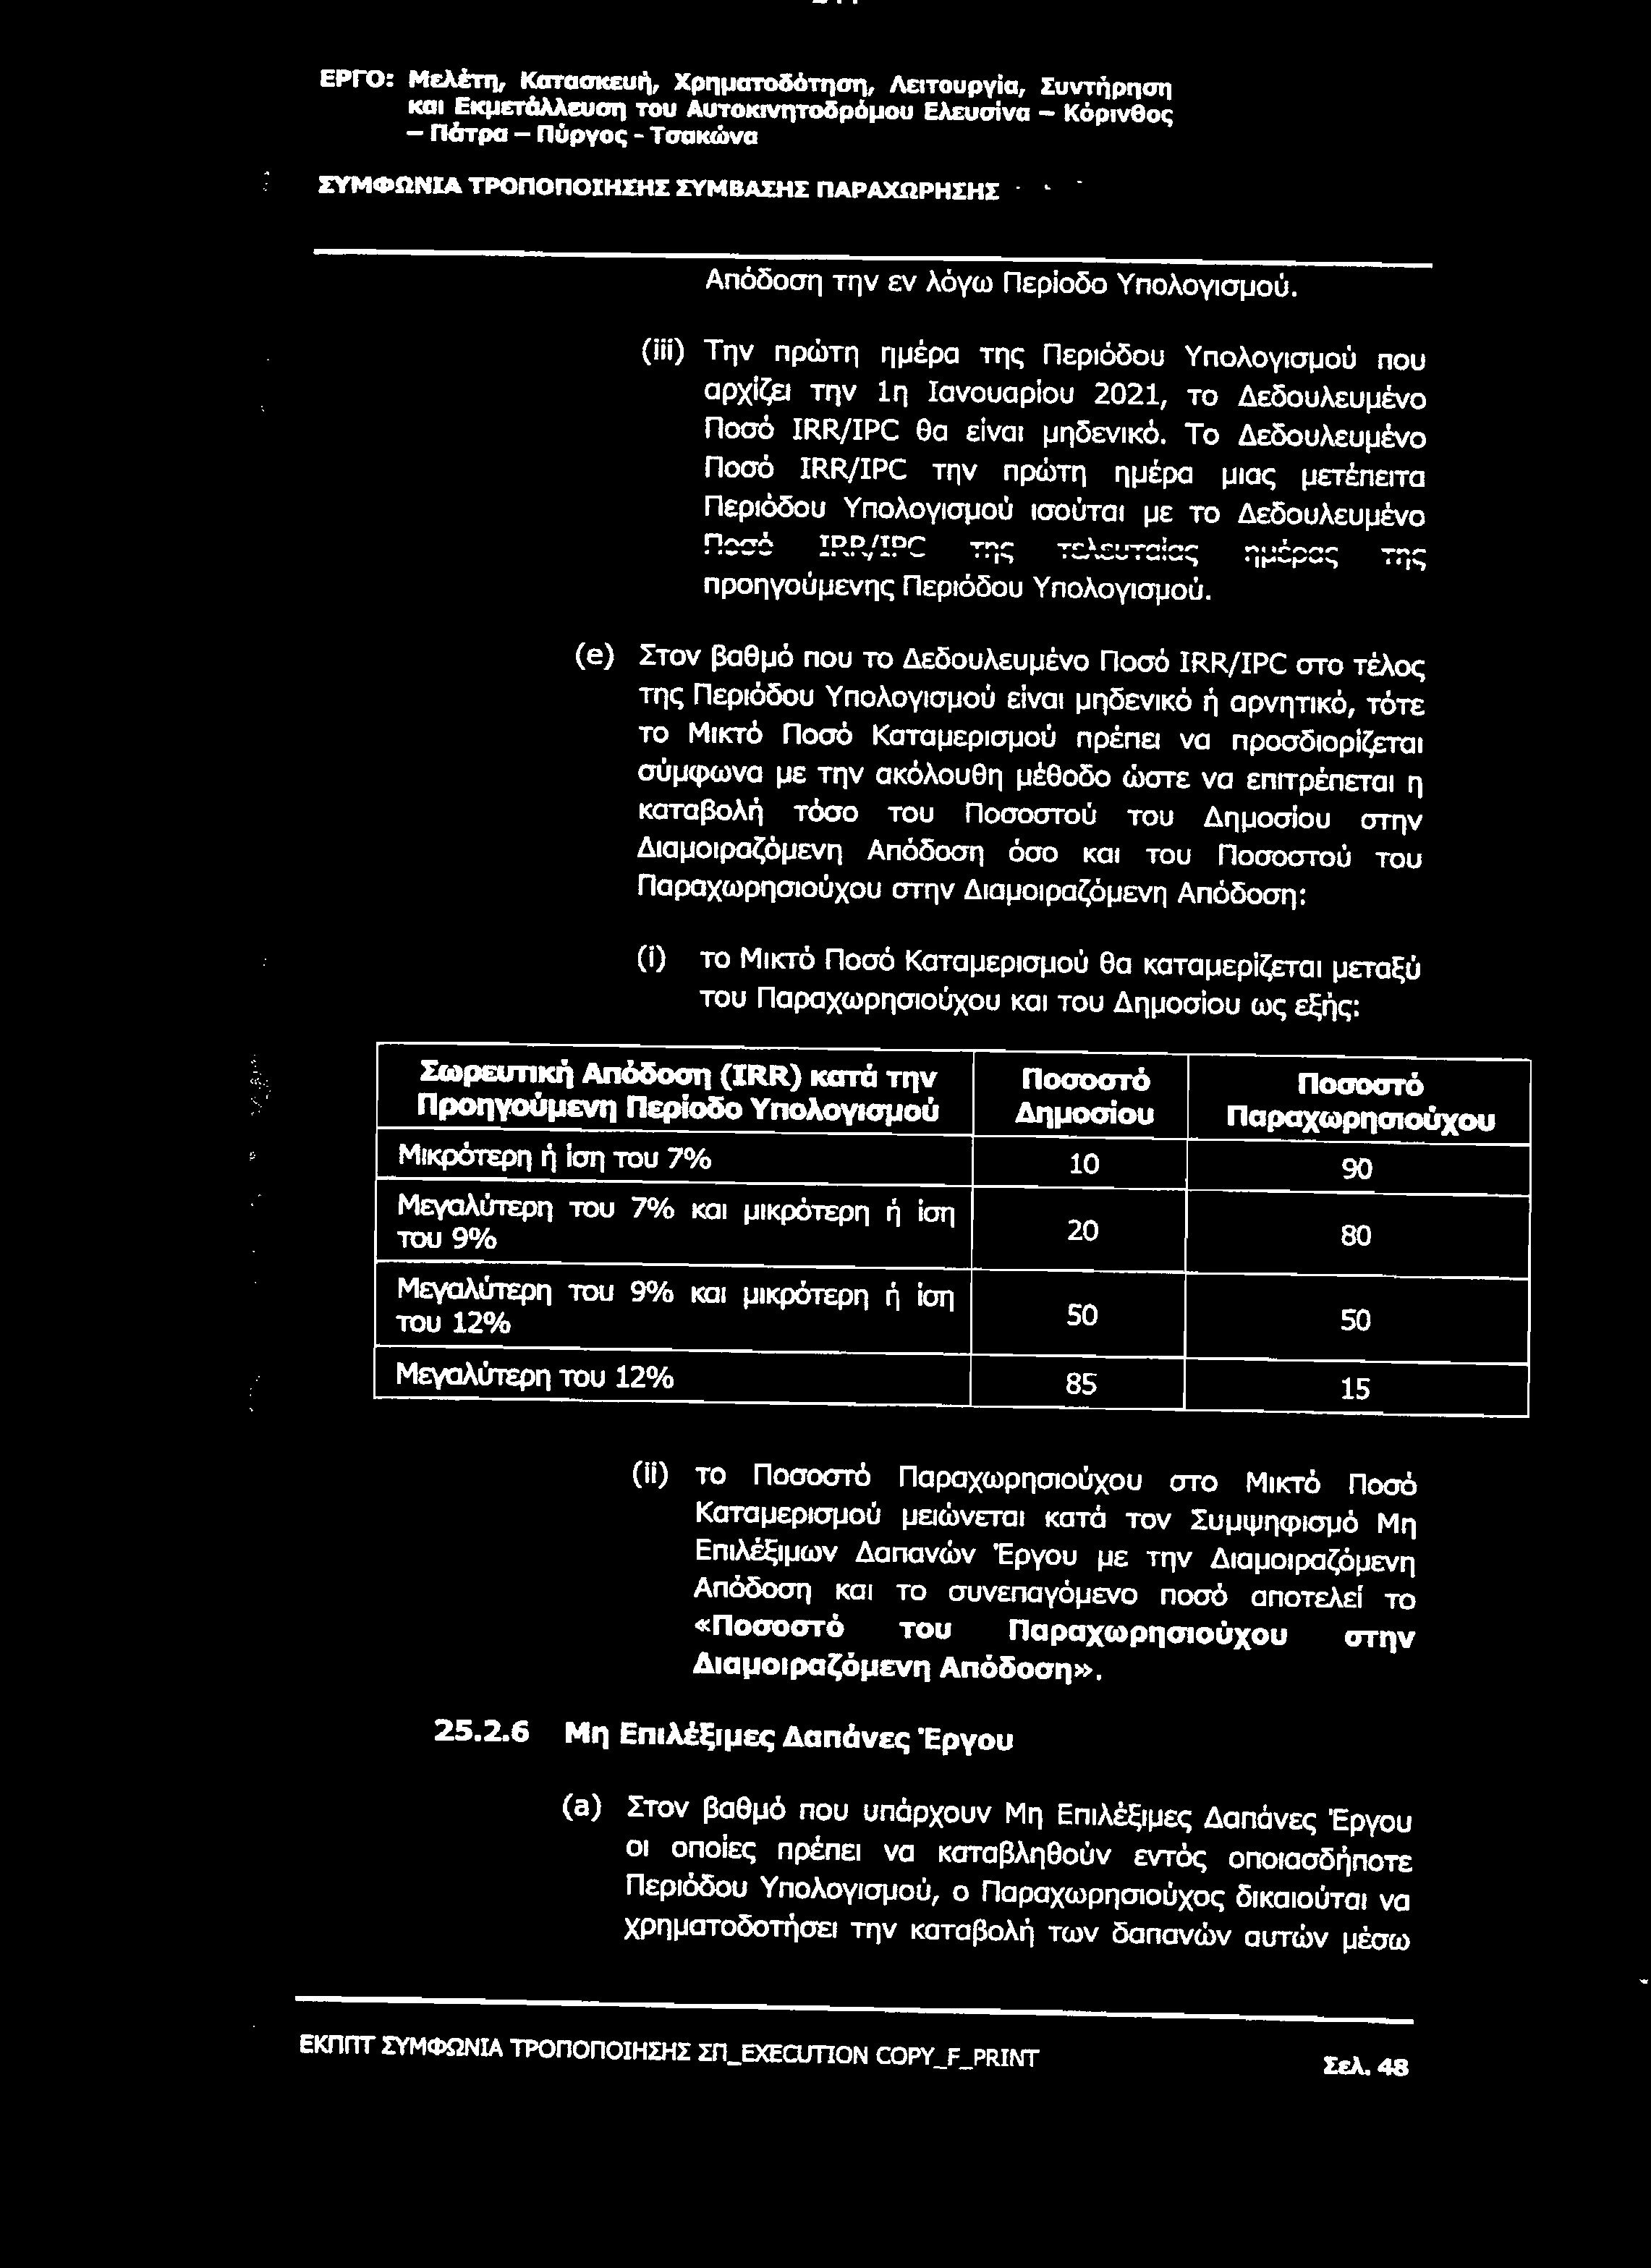 ΕΡΓΟ: Μελέτη, Κατασκευή, Χρηματοδότηση, Λειτουργία, Συντήρηση
και Εκμετάλλευση του Αυτοκινητοδρόμου Ελευσίνα – Κόρινθος
– Πάτρα – Πύργος - Τσακώνα
ΣΥΜΦΩΝΙΑ ΤΡΟΠΟΠΟΙΗΣΗΣ ΣΥΜΒΑΣΗΣ ΠΑΡΑΧΩΡΗΣΗΣ
Απόδοση την εν λόγω Περίοδο Υπολογισμού.
(iii) Την πρώτη ημέρα της Περιόδου Υπολογισμού που
αρχίζει την 1η Ιανουαρίου 2021, το Δεδουλευμένο
Ποσό IRR/IPC θα είναι μηδενικό. Το Δεδουλευμένο
Ποσό IRR/IPC την πρώτη ημέρα μιας μετέπειτα
Περιόδου Υπολογισμού ισούται με το Δεδουλευμένο
Ποσό IRR/IPC της τελευταίας ημέρας της
προηγούμενης Περιόδου Υπολογισμού.
(e) Στον βαθμό που το Δεδουλευμένο Ποσό IRR/IPC στο τέλος
της Περιόδου Υπολογισμού είναι μηδενικό ή αρνητικό, τότε
το Μικτό Ποσό Καταμερισμού πρέπει να προσδιορίζεται
σύμφωνα με την ακόλουθη μέθοδο ώστε να επιτρέπεται η
καταβολή τόσο του Ποσοστού του Δημοσίου στην
Διαμοιραζόμενη Απόδοση όσο και του Ποσοστού του
Παραχωρησιούχου στην Διαμοιραζόμενη Απόδοση:
(i) το Μικτό Ποσό Καταμερισμού θα καταμερίζεται μεταξύ
του Παραχωρησιούχου και του Δημοσίου ως εξής:
Σωρευτική Απόδοση (IRR) κατά την Προηγούμενη Περίοδο Υπολογισμού Ποσοστό Δημοσίου Ποσοστό Παραχωρησιούχου
Μικρότερη ή ίση του 7% 10 90
Μεγαλύτερη του 7% και μικρότερη ή ίση
του 9% 20 80
Μεγαλύτερη του 9% και μικρότερη ή ίση
του 12% 50 50
Μεγαλύτερη του 12% 85 15
(ii) το Ποσοστό Παραχωρησιούχου στο Μικτό Ποσό
Καταμερισμού μειώνεται κατά τον Συμψηφισμό Μη
Επιλέξιμων Δαπανών Έργου με την Διαμοιραζόμενη
Απόδοση και το συνεπαγόμενο ποσό αποτελεί το
«Ποσοστό του Παραχωρησιούχου στην
Διαμοιραζόμενη Απόδοση».
25.2.6 Μη Επιλέξιμες Δαπάνες Έργου
(a) Στον βαθμό που υπάρχουν Μη Επιλέξιμες Δαπάνες Έργου
οι οποίες πρέπει να καταβληθούν εντός οποιασδήποτε
Περιόδου Υπολογισμού, ο Παραχωρησιούχος δικαιούται να
χρηματοδοτήσει την καταβολή των δαπανών αυτών μέσω
ΕΚΠΠΤ ΣΥΜΦΩΝΙΑ ΤΡΟΠΟΠΟΙΗΣΗΣ ΣΠ_EXECUTION COPY_F_PRINT Σελ. 48